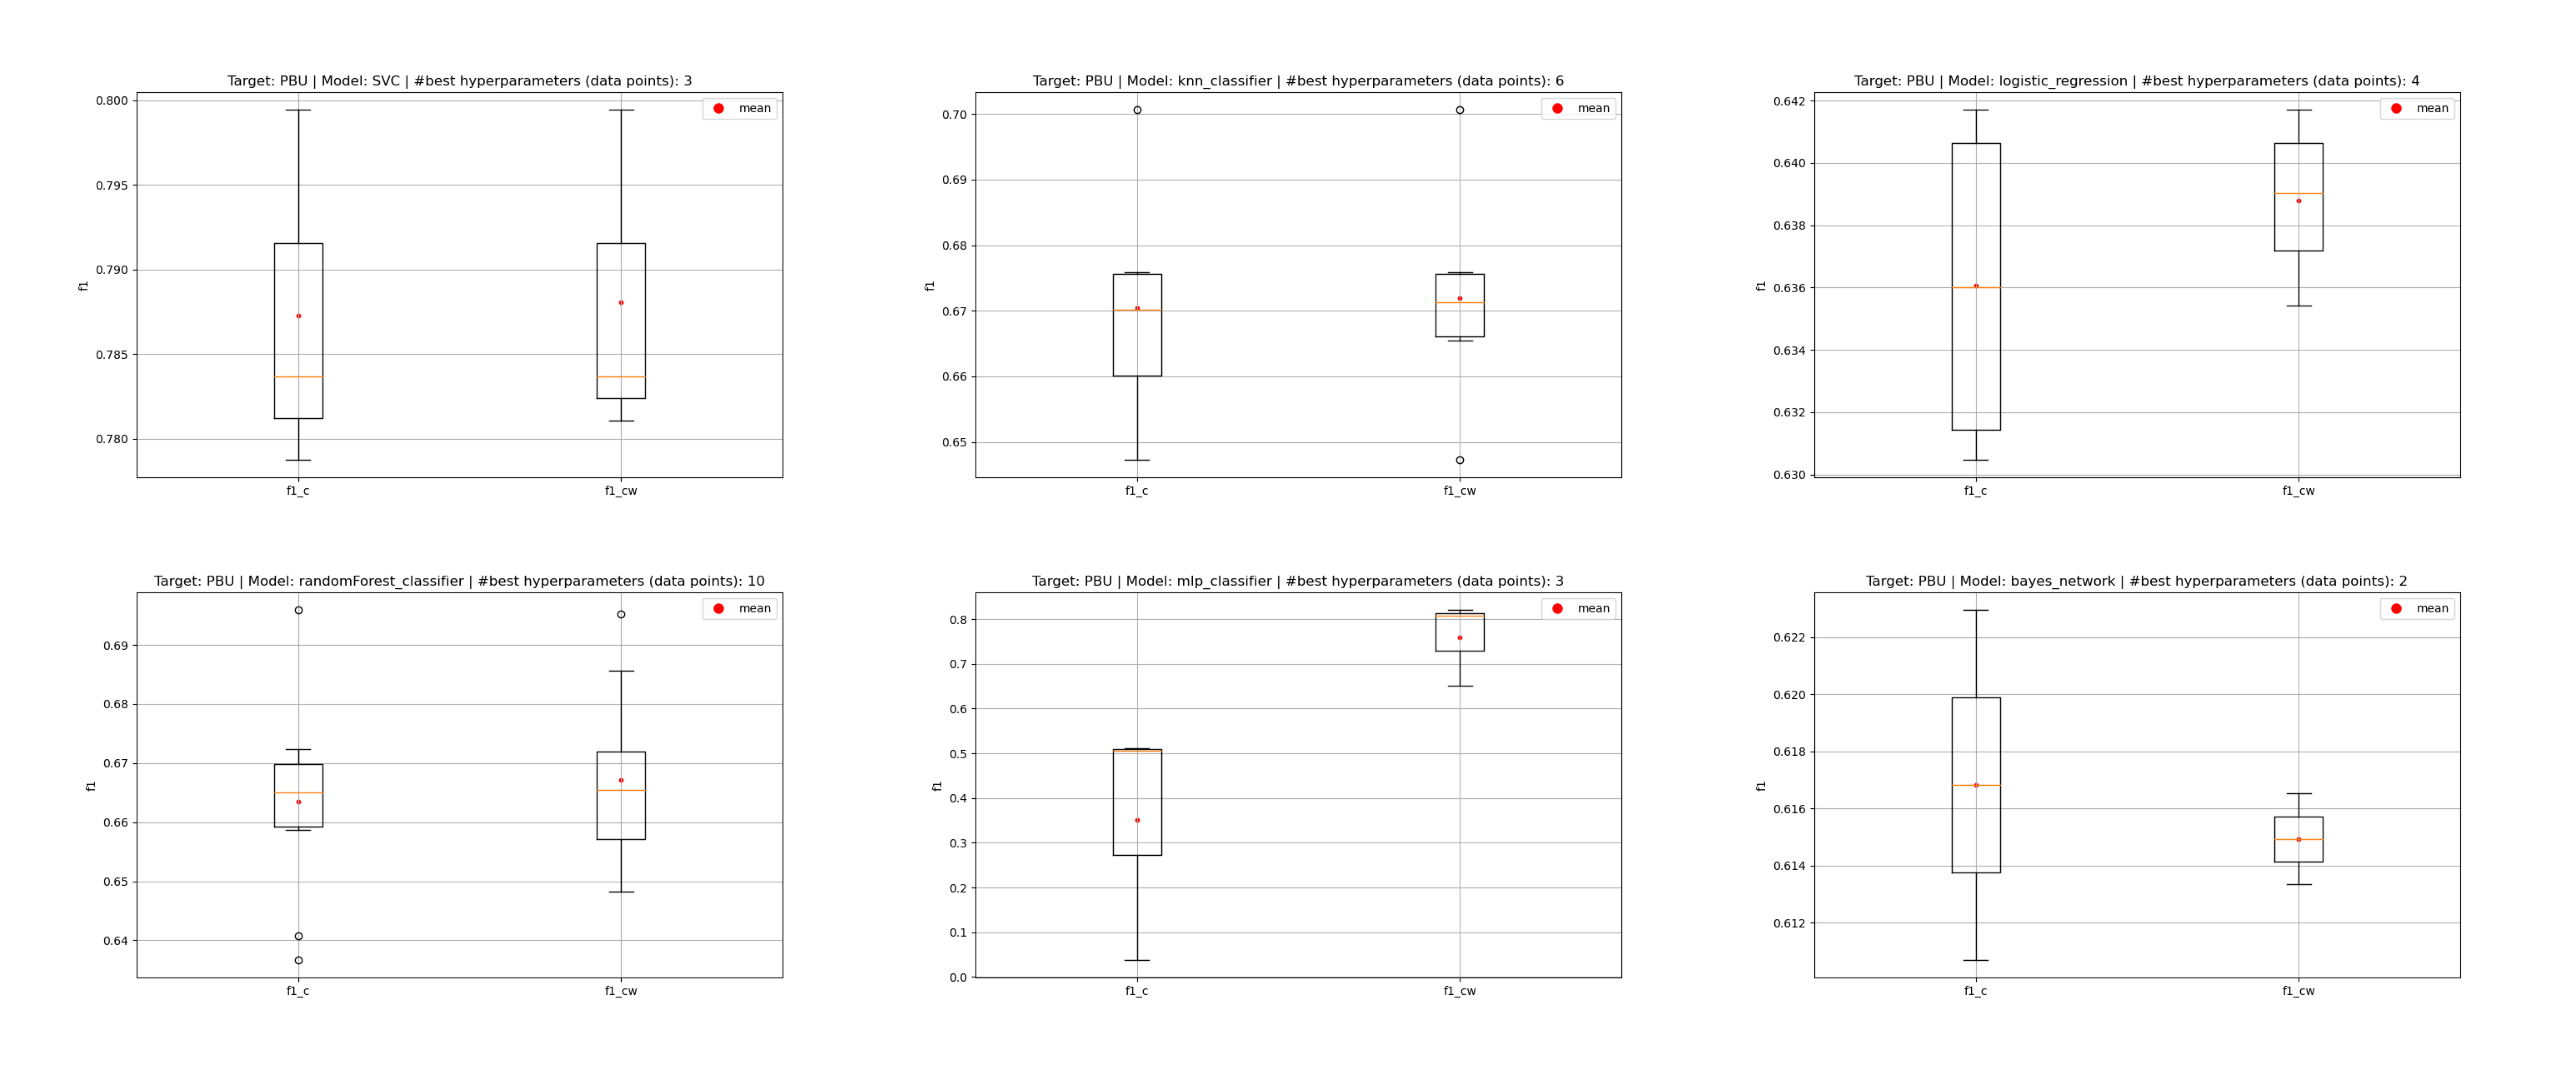 Target: PBU | Model: SVC | #best hyperparameters (data points): 3
mean
0.800
0.795
0.790
0.785
0.780
f1
f1_c
f1_cw
Target: PBU | Model: knn_classifier | #best hyperparameters (data points): 6
mean
0.70
0.69
0.68
0.67
0.66
0.65
f1
f1_c
f1_cw
Target: PBU | Model: logistic_regression | #best hyperparameters (data points): 4
mean
0.642
0.640
0.638
0.636
0.634
0.632
0.630
f1
f1_c
f1_cw
Target: PBU | Model: randomForest_classifier | #best hyperparameters (data points): 10
mean
0.69
0.68
0.67
0.66
0.65
0.64
f1
f1_c
f1_cw
Target: PBU | Model: mlp_classifier | #best hyperparameters (data points): 3
mean
0.8
0.7
0.6
0.5
0.4
0.3
0.2
0.1
0.0
f1
f1_c
f1_cw
Target: PBU | Model: bayes_network | #best hyperparameters (data points): 2
mean
0.622
0.620
0.618
0.616
0.614
0.612
f1
f1_c
f1_cw